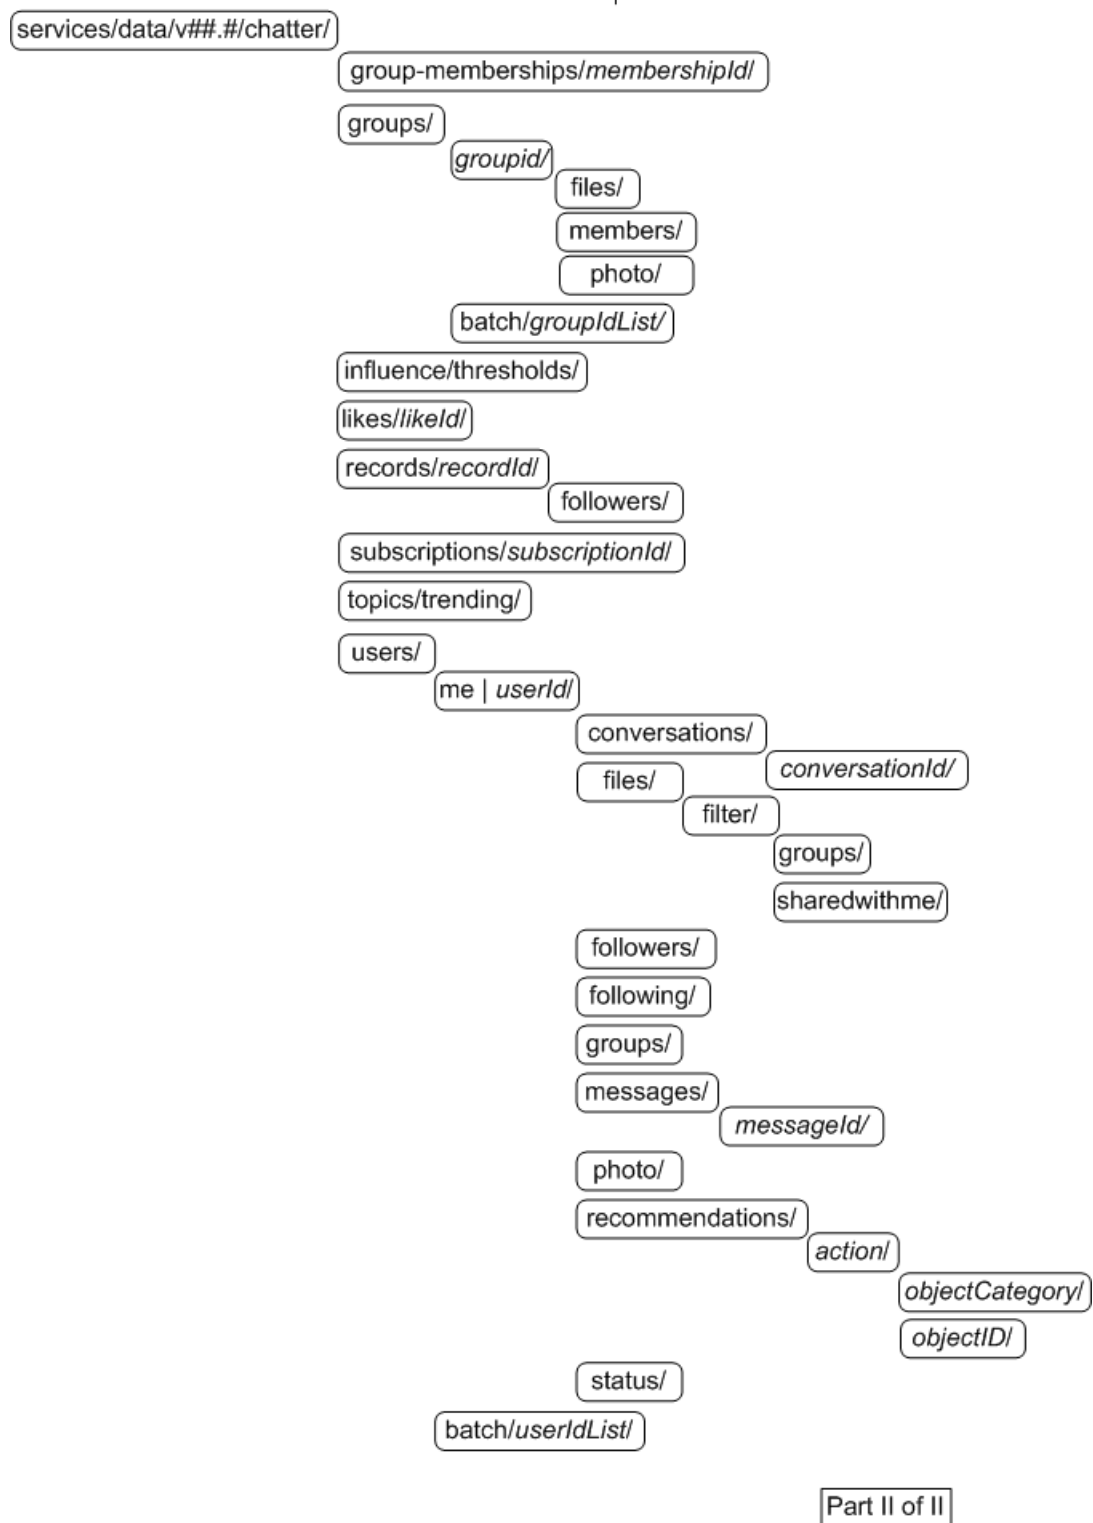 services/data/v##.#/chatter/
group-memberships/membershipId/
groups/
groupid/
files/
members/
photo/
batch/groupIdList/
influence/thresholds/
likes/likeId/
records/recordId/
followers/
subscriptions/subscriptionId/
topics/trending/
users/
me | userId/
conversations/
conversationId/
files/
filter/
groups/
sharedwithme/
followers/
following/
groups/
messages/
messageId/
photo/
recommendations/
action/
objectCategory/
objectID/
status/
batch/userIdList/
Part II of II